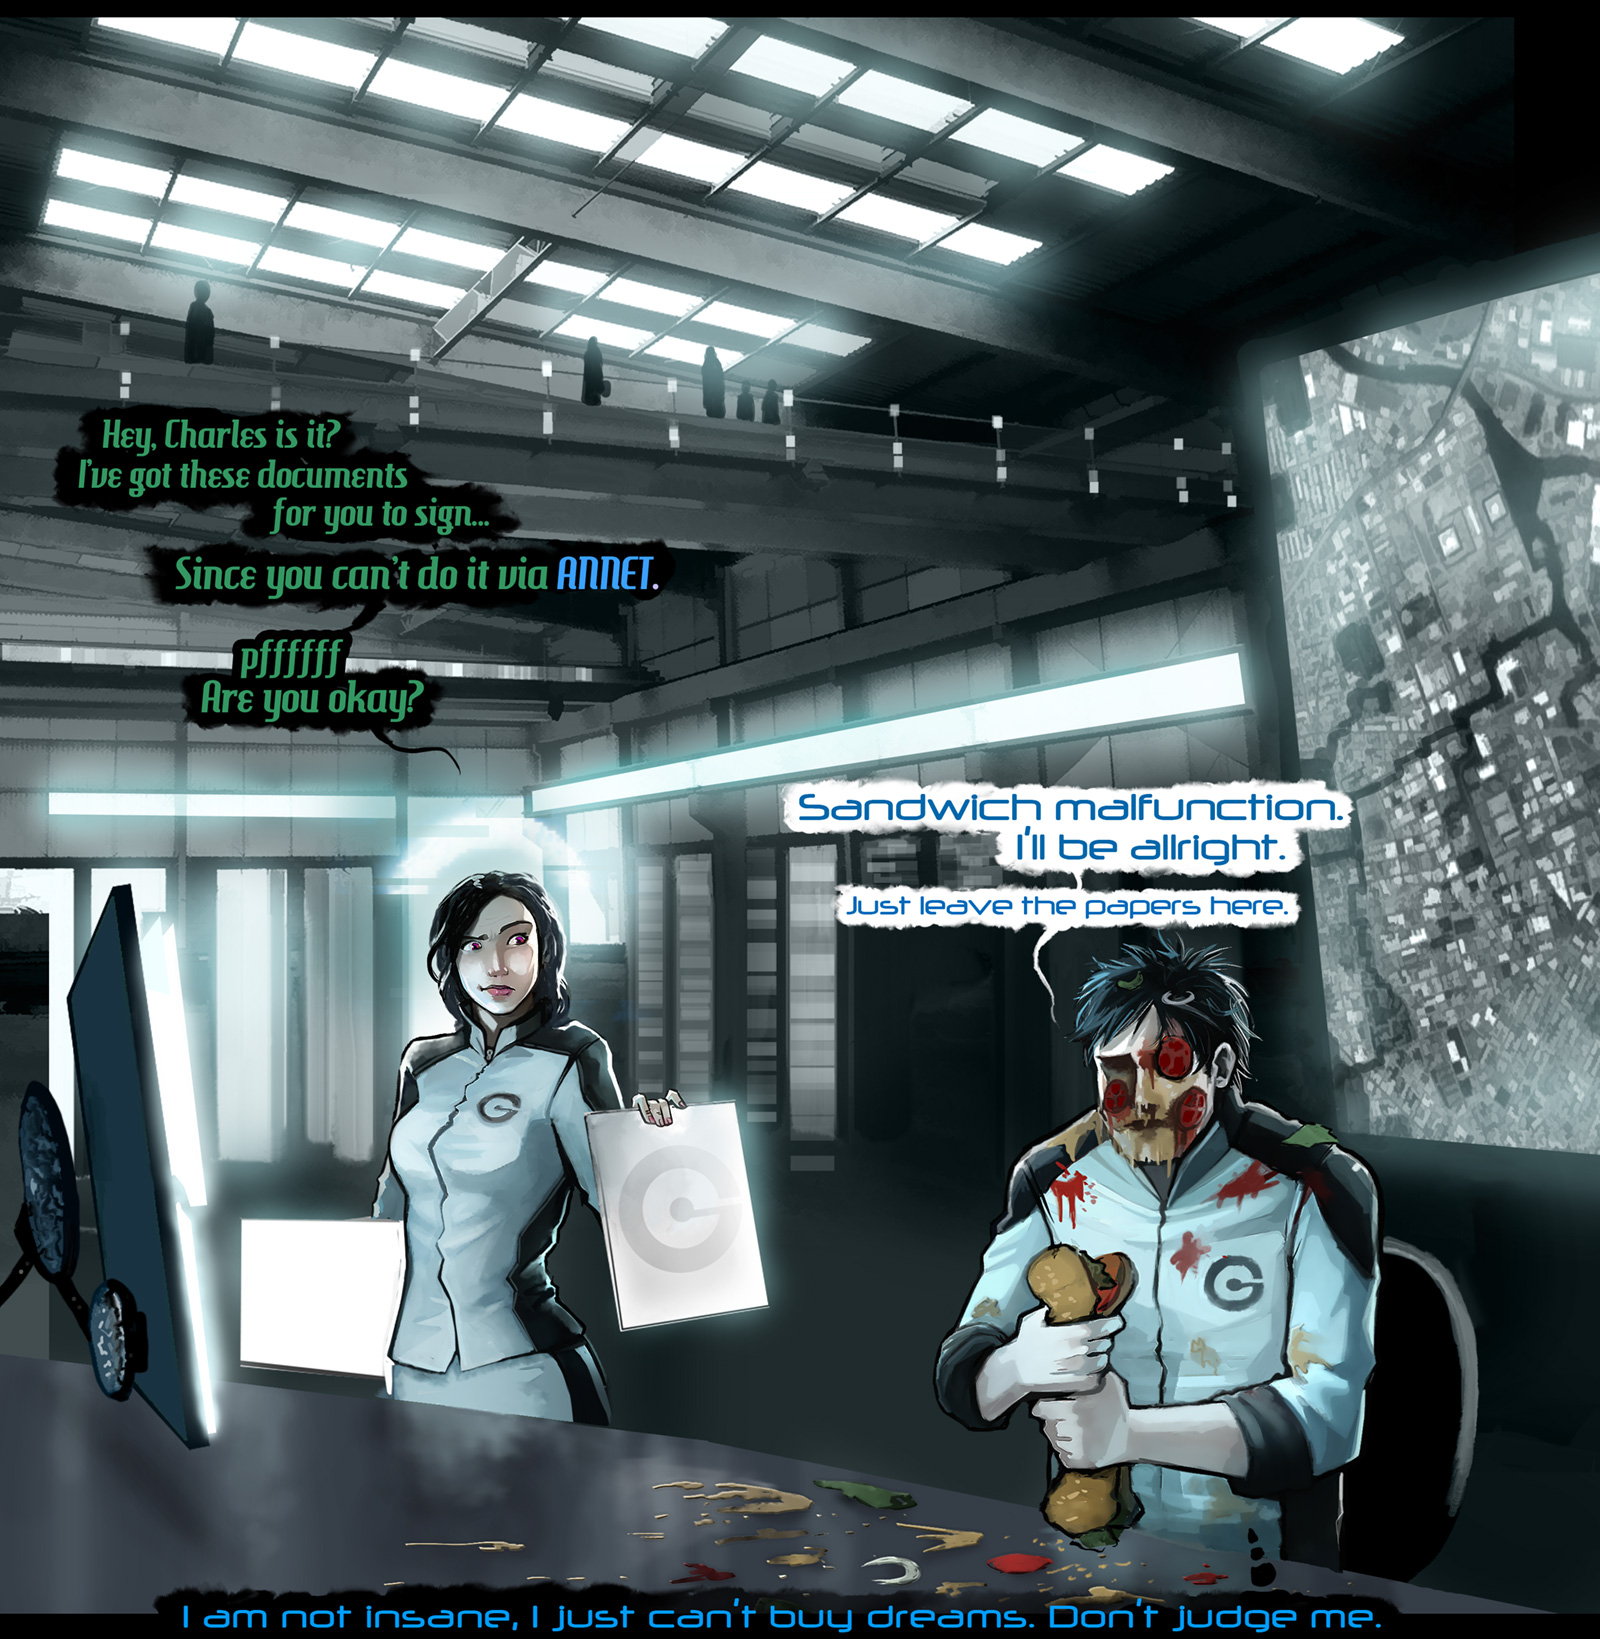 Hey, Charles is it?
I've got these documents
for you to sign...
Since you can't do it via ANNET.
pffffff
Are you okay?
Sandwich malfunction.
I'll be allright.
Just leave the papers here.
I am not insane, I just can't buy dreams. Don't judge me.